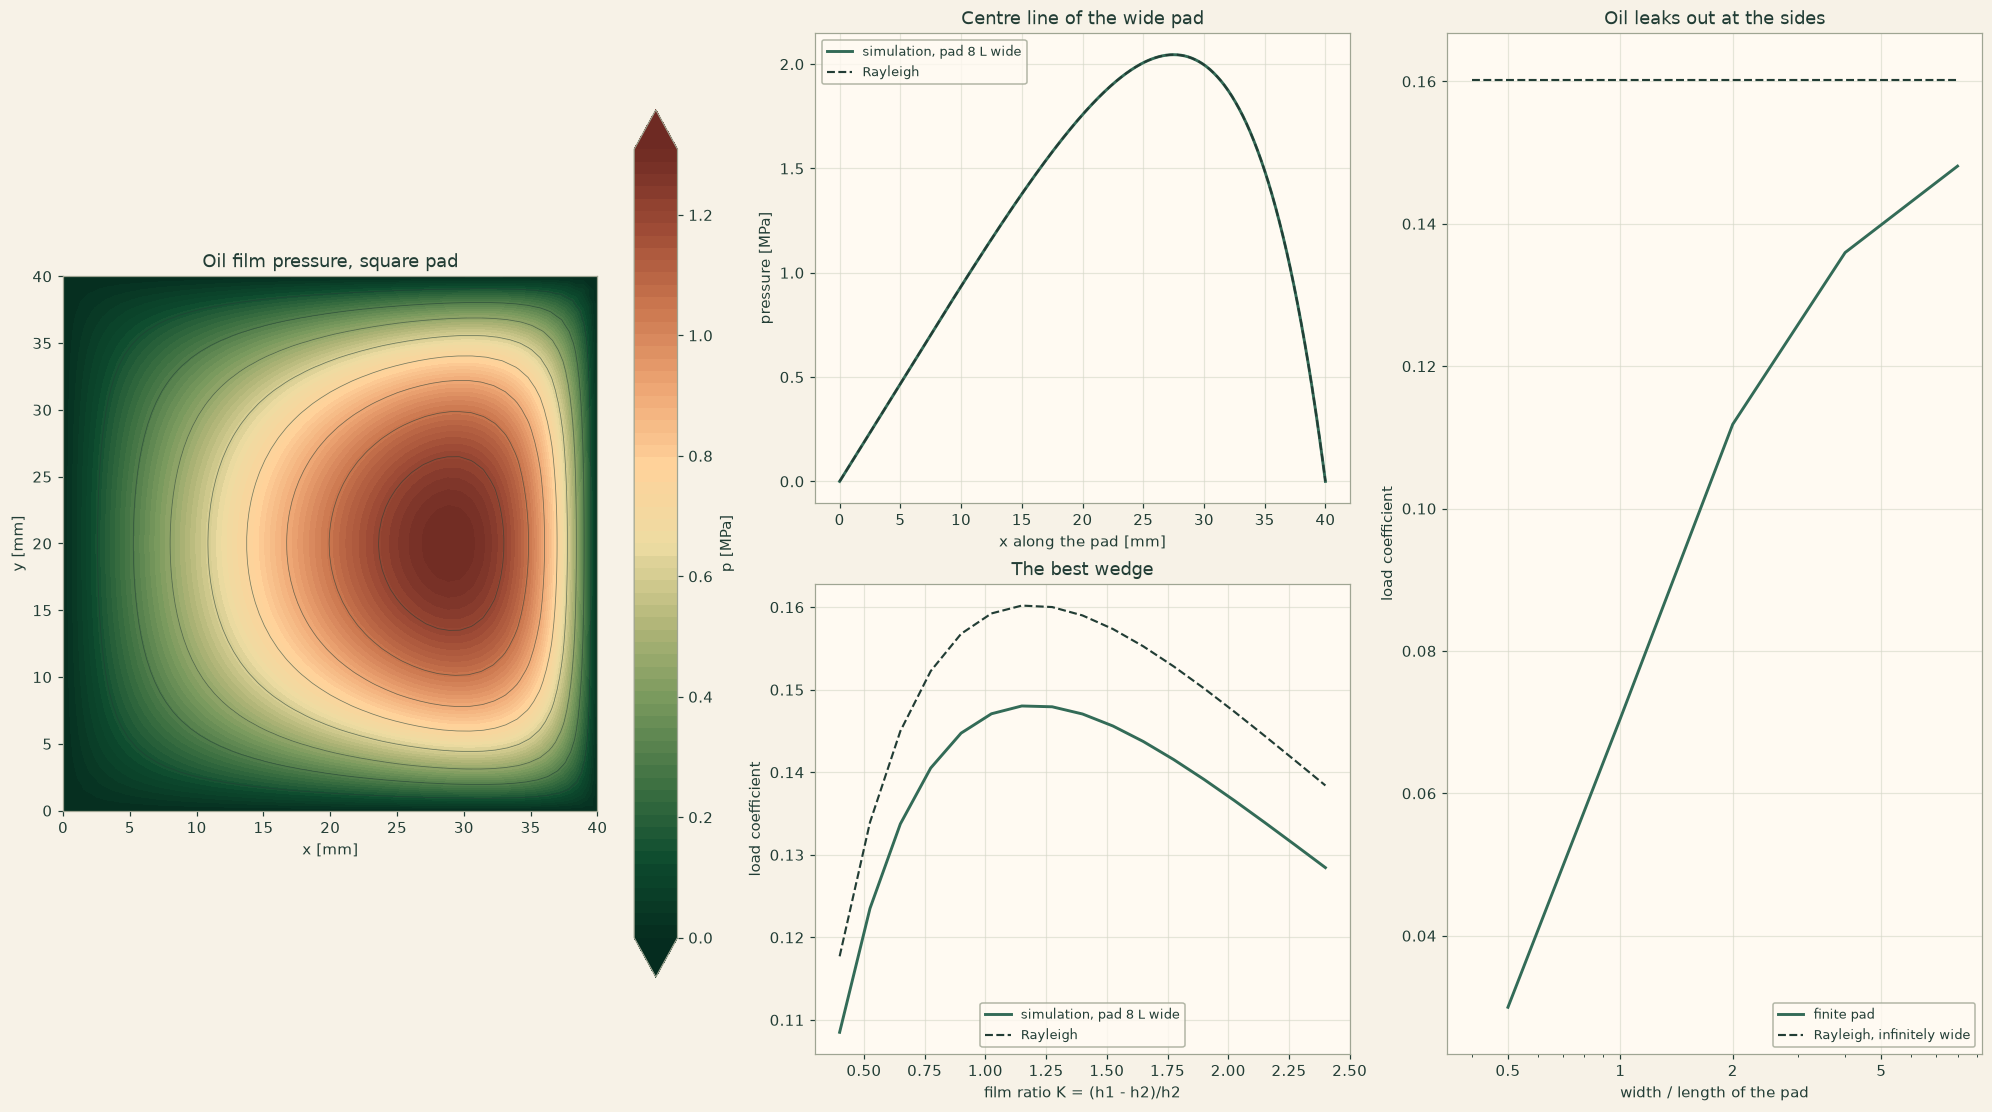 Oil film pressure, square pad
40
35
30
25
20
15
10
5
0
y [mm]
0 5 10 15 20 25 30 35 40
x [mm]
1.2
1.0
0.8
0.6
0.4
0.2
0.0
p [MPa]
Centre line of the wide pad
simulation, pad 8 L wide
Rayleigh
2.0
1.5
1.0
0.5
0.0
pressure [MPa]
0 5 10 15 20 25 30 35 40
x along the pad [mm]
The best wedge
0.16
0.15
0.14
0.13
0.12
0.11
load coefficient
simulation, pad 8 L wide
Rayleigh
0.50 0.75 1.00 1.25 1.50 1.75 2.00 2.25 2.50
film ratio K = (h1 - h2)/h2
Oil leaks out at the sides
0.16
0.14
0.12
0.10
0.08
0.06
0.04
load coefficient
finite pad
Rayleigh, infinitely wide
0.5 1 2 5
width / length of the pad